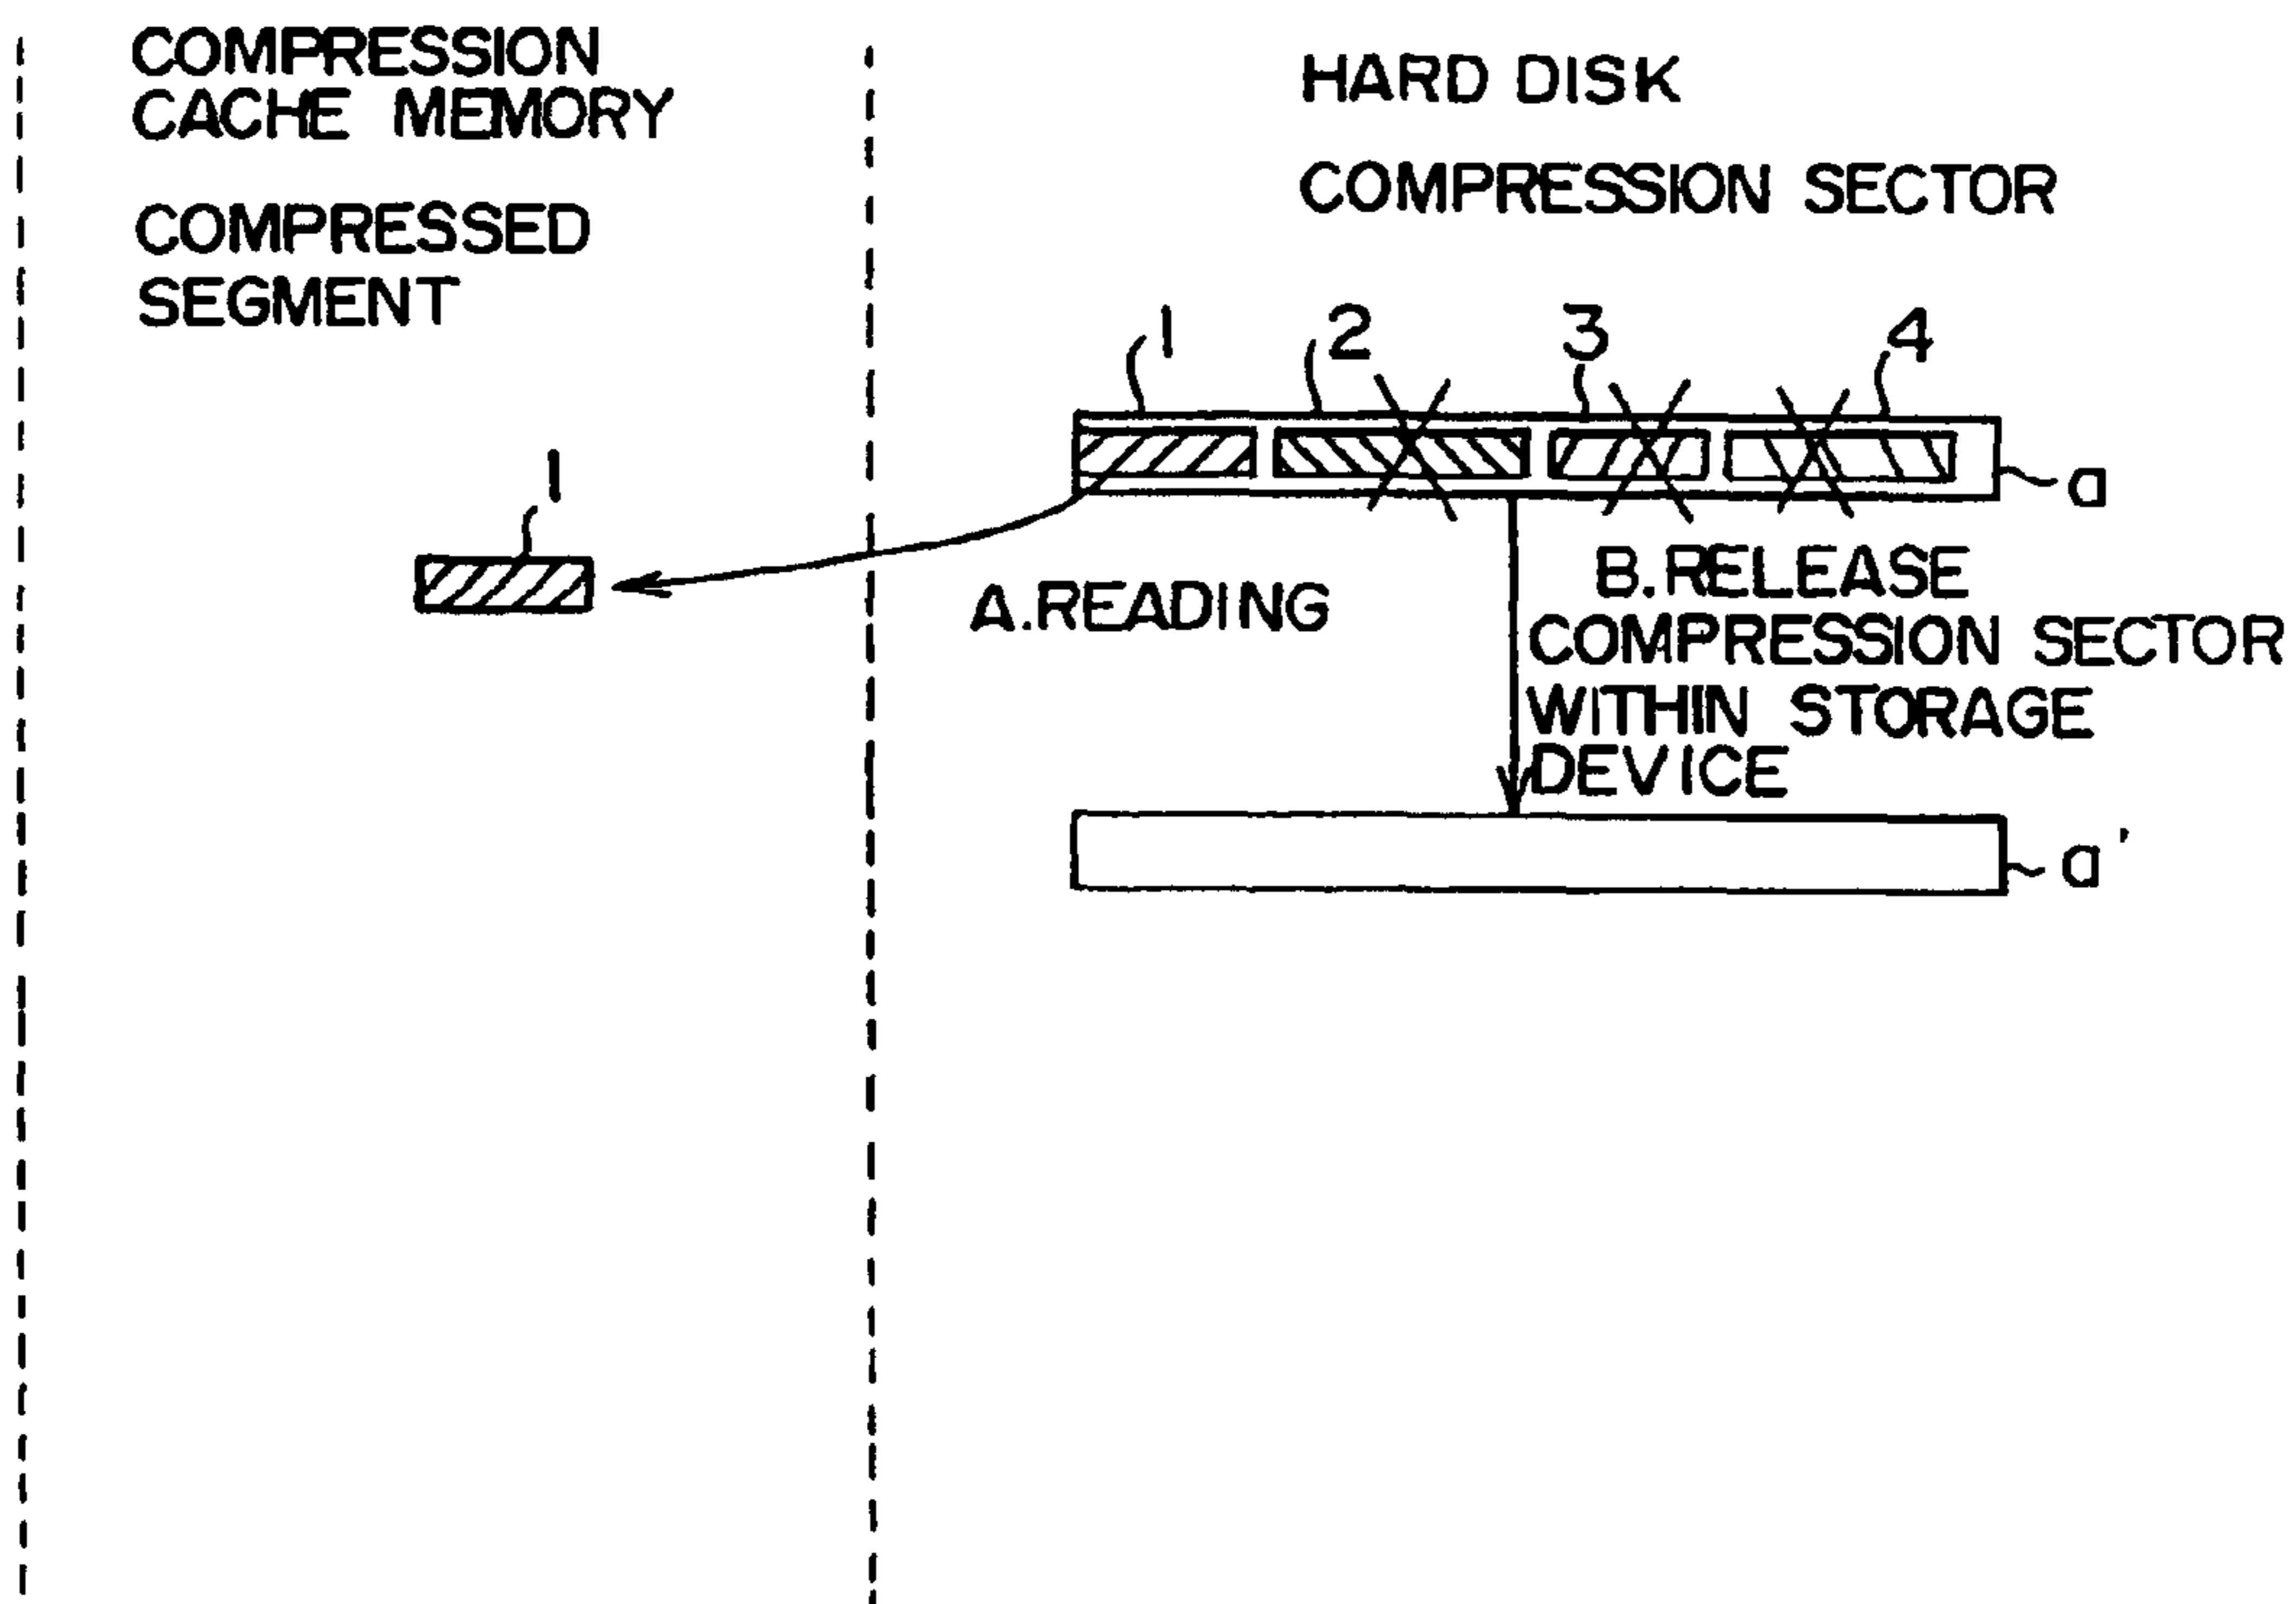 COMPRESSION
CACHE MEMORY
COMPRESSED
SEGMENT
1
HARD DISK
COMPRESSION SECTOR
1 2 3 4
a
A.READING
B.RELEASE
COMPRESSION SECTOR
WITHIN STORAGE
DEVICE
a'